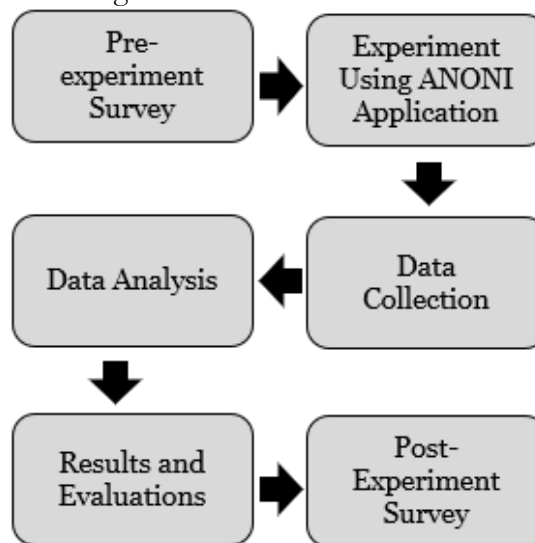 Pre-
experiment
Survey
Experiment
Using ANONI
Application
Data Analysis
Data
Collection
Results and
Evaluations
Post-
Experiment
Survey